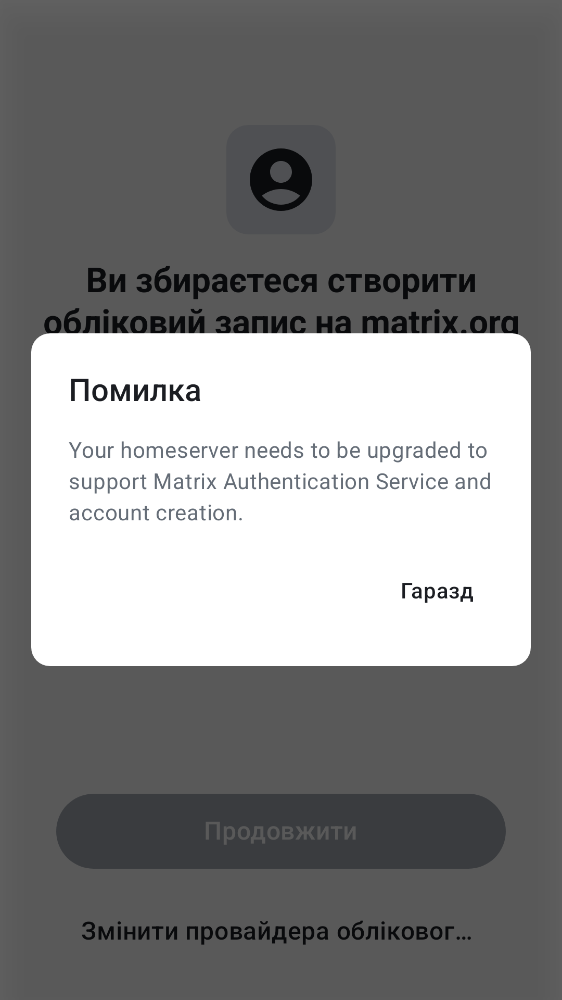 Ви збираєтеся створити
обліковий запис на matrix.org
Помилка
Your homeserver needs to be upgraded to
support Matrix Authentication Service and
account creation.
Гаразд
Продовжити
Змінити провайдера обліковог...